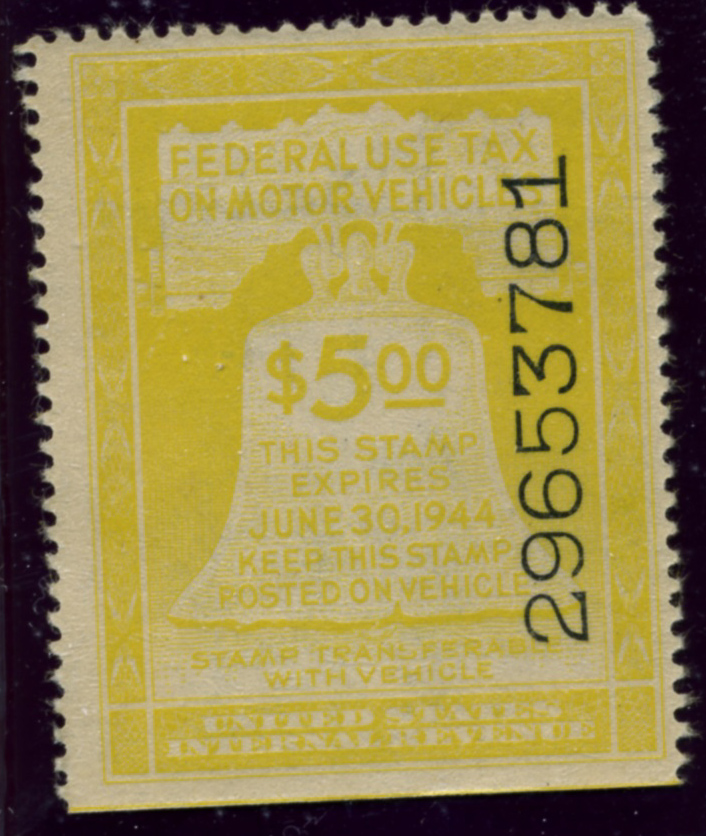 FEDERAL USE TAX
ON MOTOR VEHICLES
$5.00
THIS STAMP
EXPIRES
JUNE 30,1944
KEEP THIS STAMP
POSTED ON VEHICLE
STAMP TRANSFERABLE
WITH VEHICLE
UNITED STATES
INTERNAL REVENUE
29653781